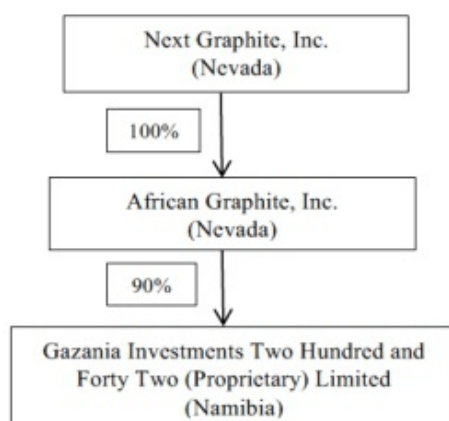 Next Graphite, Inc.
(Nevada)
100%
African Graphite, Inc.
(Nevada)
90%
Gazania Investments Two Hundred and
Forty Two (Proprietary) Limited
(Namibia)